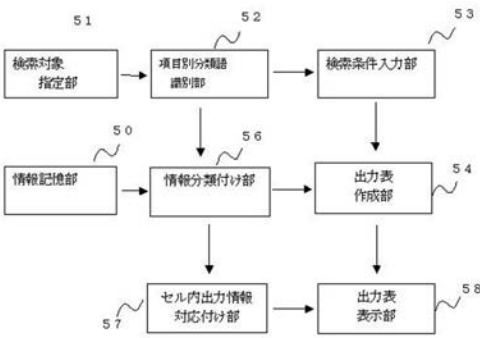 51
52
53
検索対象
指定部
項目別分類語
識別部
検索条件入力部
50
56
54
情報記憶部
情報分類付け部
出力表
作成部
57
58
セル内出力情報
対応付け部
出力表
表示部